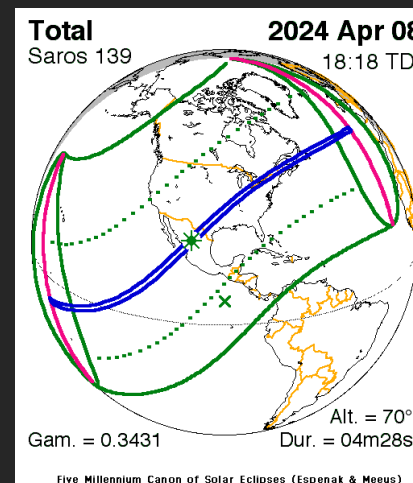 Total 2024 Apr 08
Saros 139 18:18 TD
Alt. = 70°
Gam. = 0.3431 Dur. = 04m28s
Five Millennium Canon of Solar Eclipses (Espenak & Meeus)